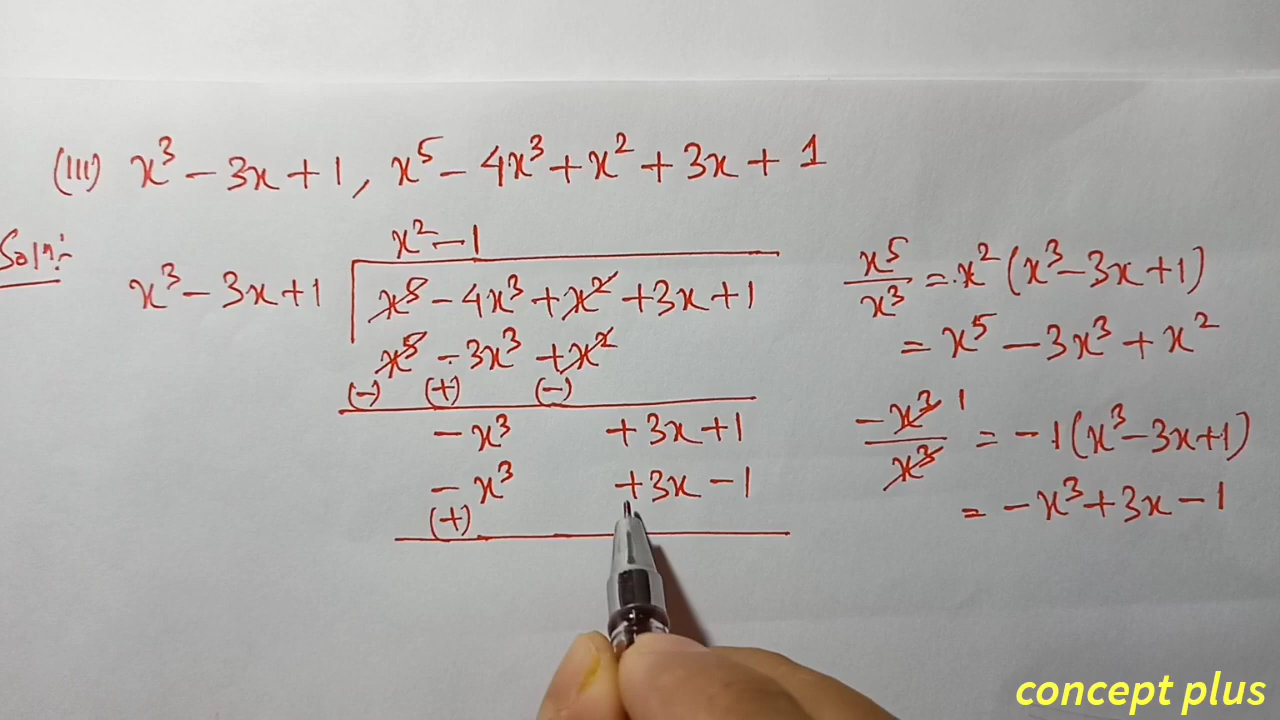 (III) x³ − 3x + 1, x⁵ − 4x³ + x² + 3x + 1
Soln:-
x² − 1
x³ − 3x + 1 x⁵ − 4x³ + x² + 3x + 1
x⁵ − 3x³ + x²
(−) (+) (−)
− x³ + 3x + 1
− x³ + 3x − 1
(+)
x⁵/x³ = x² (x³ − 3x + 1)
= x⁵ − 3x³ + x²
−x³/x³ 1 = −1 (x³ − 3x + 1)
= −x³ + 3x − 1
concept plus